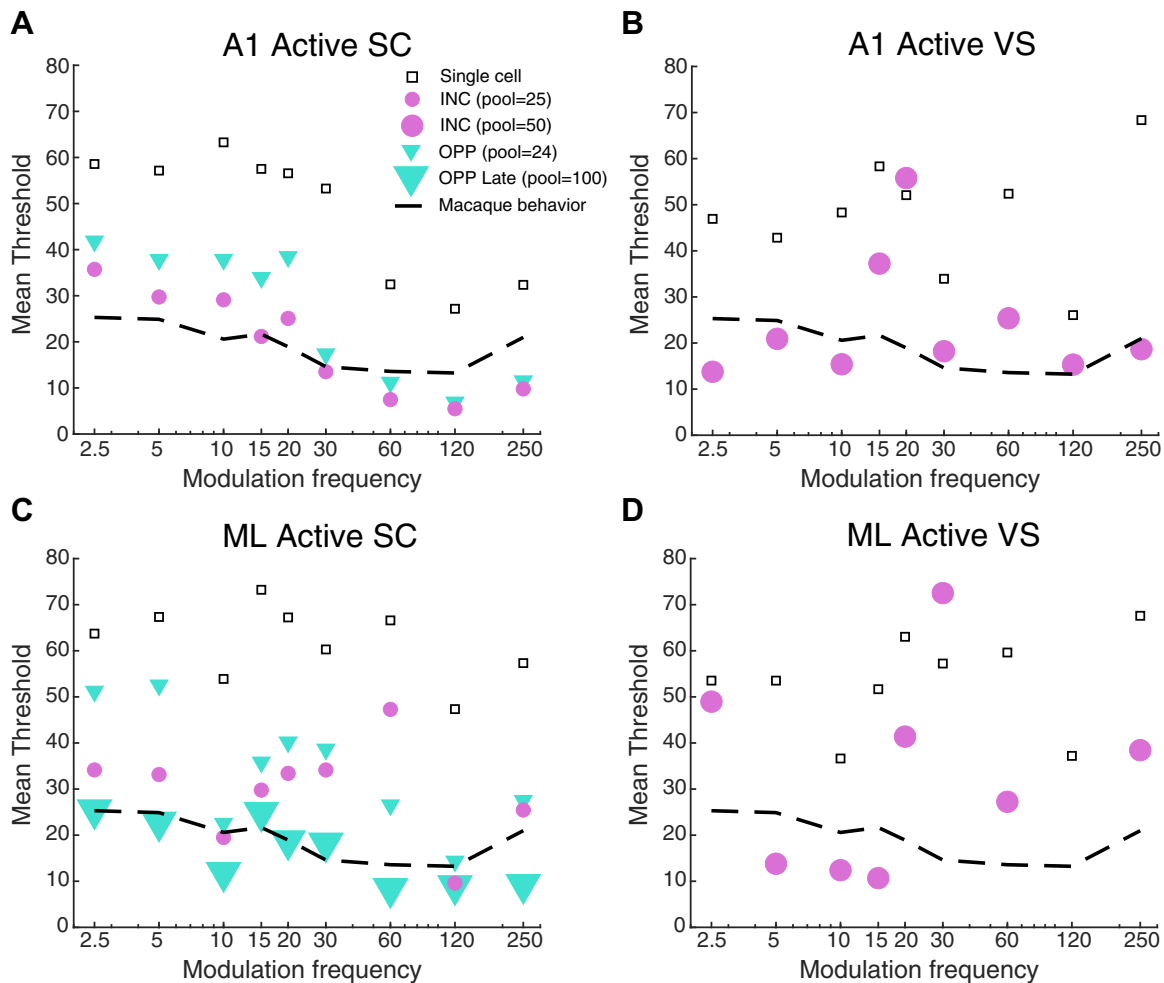 A
A1 Active SC
80
70
60
50
40
30
20
10
0
Mean Threshold
2.5 5 10 15 20 30 60 120 250
Modulation frequency
Single cell
INC (pool=25)
INC (pool=50)
OPP (pool=24)
OPP Late (pool=100)
Macaque behavior
B
A1 Active VS
80
70
60
50
40
30
20
10
0
Mean Threshold
2.5 5 10 15 20 30 60 120 250
Modulation frequency
C
ML Active SC
80
70
60
50
40
30
20
10
0
Mean Threshold
2.5 5 10 15 20 30 60 120 250
Modulation frequency
D
ML Active VS
80
70
60
50
40
30
20
10
0
Mean Threshold
2.5 5 10 15 20 30 60 120 250
Modulation frequency